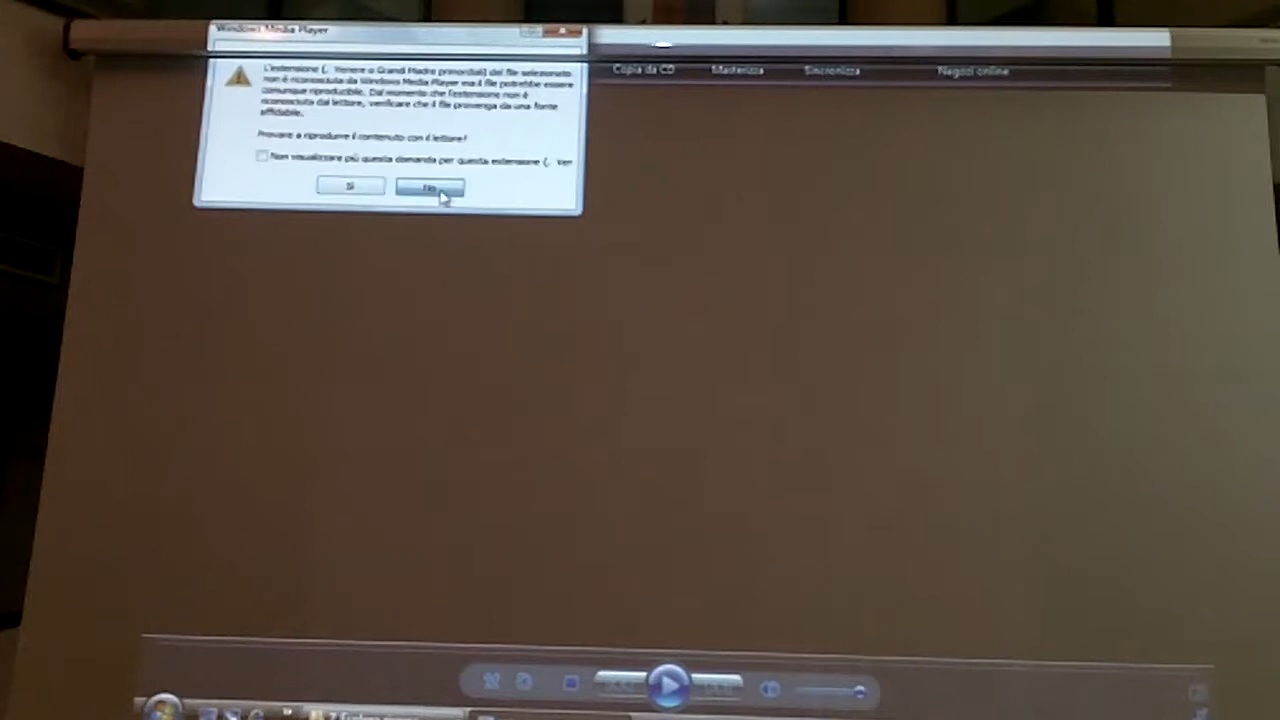 Windows Media Player
Copia da CD
Masterizza
Sincronizza
Negozi online
L'estensione (. Venere o Grandi Madre primordiali) del file selezionato
non è riconosciuta da Windows Media Player ma il file potrebbe essere
comunque riproducibile. Dal momento che l'estensione non è
riconosciuta dal lettore, verificare che il file provenga da una fonte
affidabile.
Provare a riprodurre il contenuto con il lettore?
Non visualizzare più questa domanda per questa estensione (. Ven
Sì
No